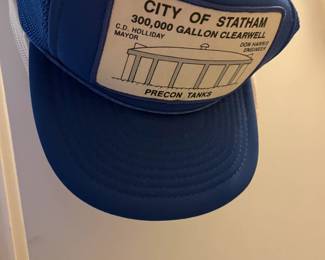 CITY OF STATHAM
300,000 GALLON CLEARWELL
C.D. HOLLIDAY
MAYOR
DON HARRIS
ENGINEER
PRECON TANKS